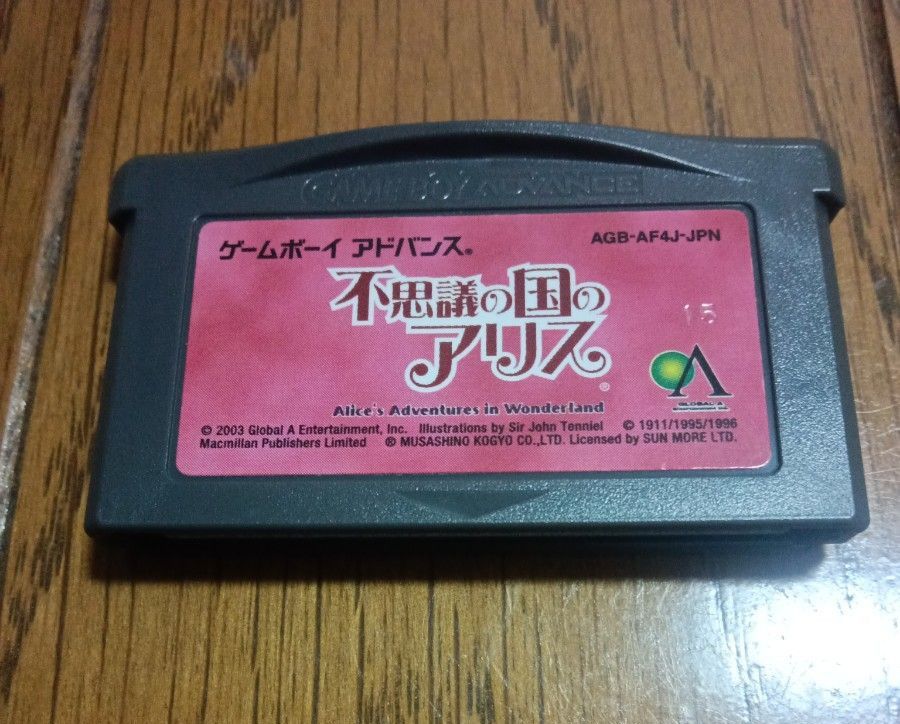 GAME BOY ADVANCE
ゲームボーイ アドバンス®
AGB-AF4J-JPN
不思議の国の
アリス®
15
Alice's Adventures in Wonderland
GLOBAL·A
© 2003 Global A Entertainment, Inc. Illustrations by Sir John Tenniel © 1911/1995/1996
Macmillan Publishers Limited ® MUSASHINO KOGYO CO.,LTD. Licensed by SUN MORE LTD.